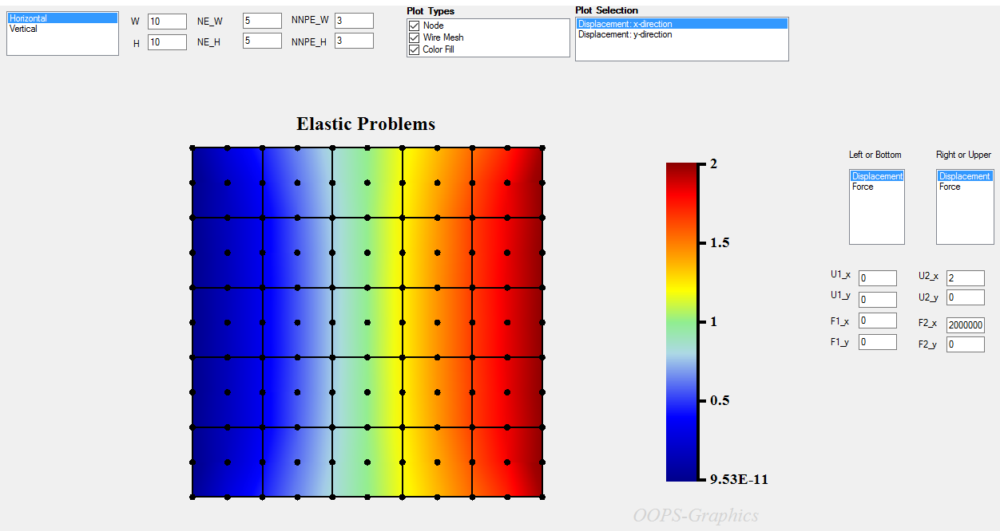 Horizontal
Vertical
W 10 NE_W 5 NNPE_W 3
H 10 NE_H 5 NNPE_H 3
Plot Types
Node
Wire Mesh
Color Fill
Plot Selection
Displacement: x-direction
Displacement: y-direction
Elastic Problems
2
1.5
1
0.5
9.53E-11
Left or Bottom
Displacement
Force
Right or Upper
Displacement
Force
U1_x 0 U2_x 2
U1_y 0 U2_y 0
F1_x 0 F2_x 2000000
F1_y 0 F2_y 0
OOPS-Graphics